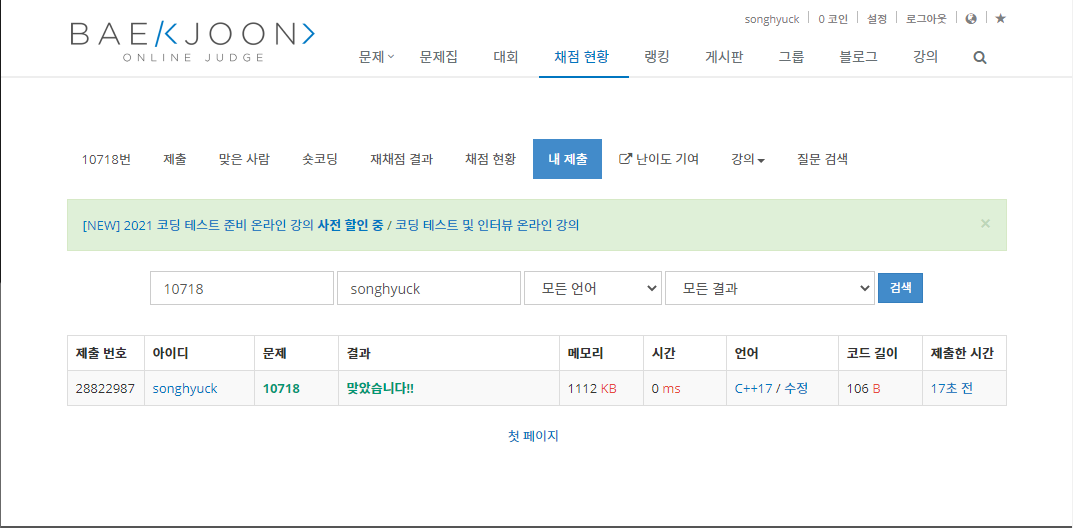 songhyuck 0 코인 설정 로그아웃
BAEKJOON
ONLINE JUDGE
문제 문제집 대회 채점 현황 랭킹 게시판 그룹 블로그 강의
10718번 제출 맞은 사람 숏코딩 재채점 결과 채점 현황 내 제출 난이도 기여 강의 질문 검색
[NEW] 2021 코딩 테스트 준비 온라인 강의 사전 할인 중 / 코딩 테스트 및 인터뷰 온라인 강의 ×
10718 songhyuck 모든 언어 모든 결과 검색
제출 번호 아이디 문제 결과 메모리 시간 언어 코드 길이 제출한 시간
28822987 songhyuck 10718 맞았습니다!! 1112 KB 0 ms C++17 / 수정 106 B 17초 전
첫 페이지